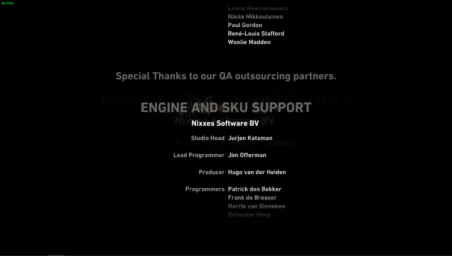 Nikita Mikkoulainen
Paul Gordon
René-Louis Stafford
Woolie Madden
Special Thanks to our QA outsourcing partners.
ENGINE AND SKU SUPPORT
Nixxes Software BV
Studio Head Jurjen Katsman
Lead Programmer Jim Offerman
Producer Hugo van der Heiden
Programmers Patrick den Bekker
Frank de Bresser